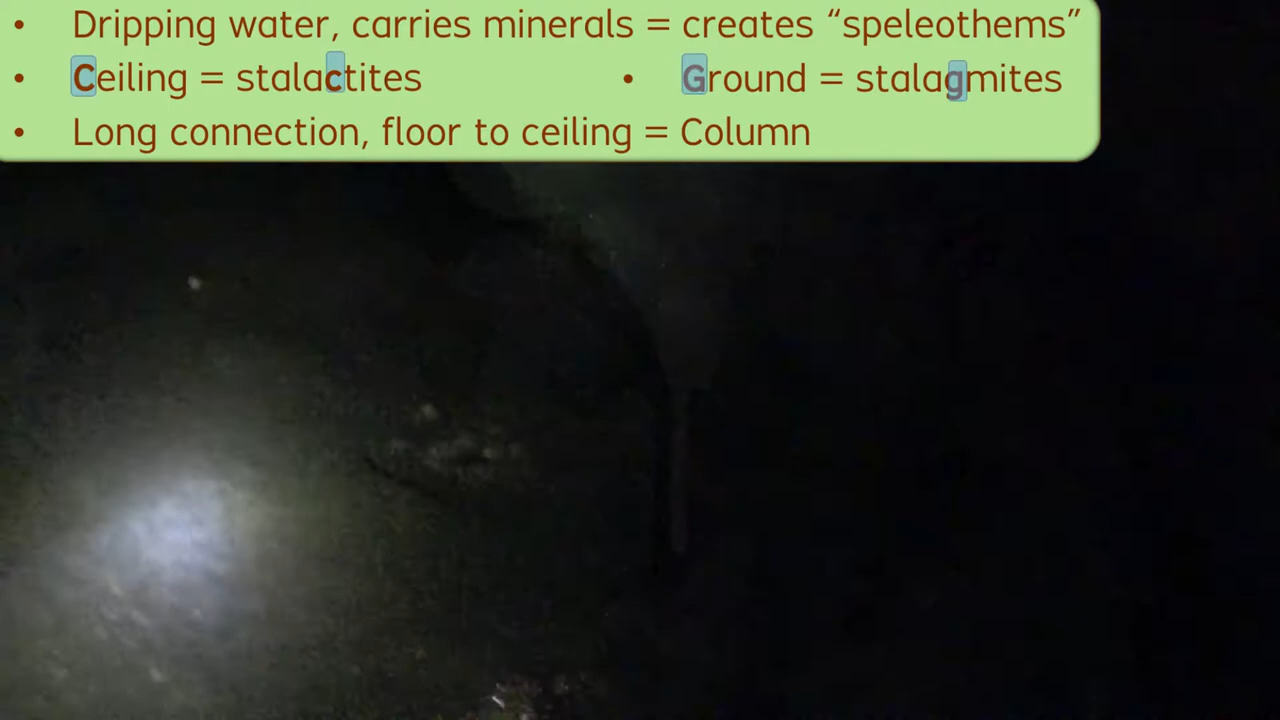 • Dripping water, carries minerals = creates “speleothems”
• Ceiling = stalactites • Ground = stalagmites
• Long connection, floor to ceiling = Column